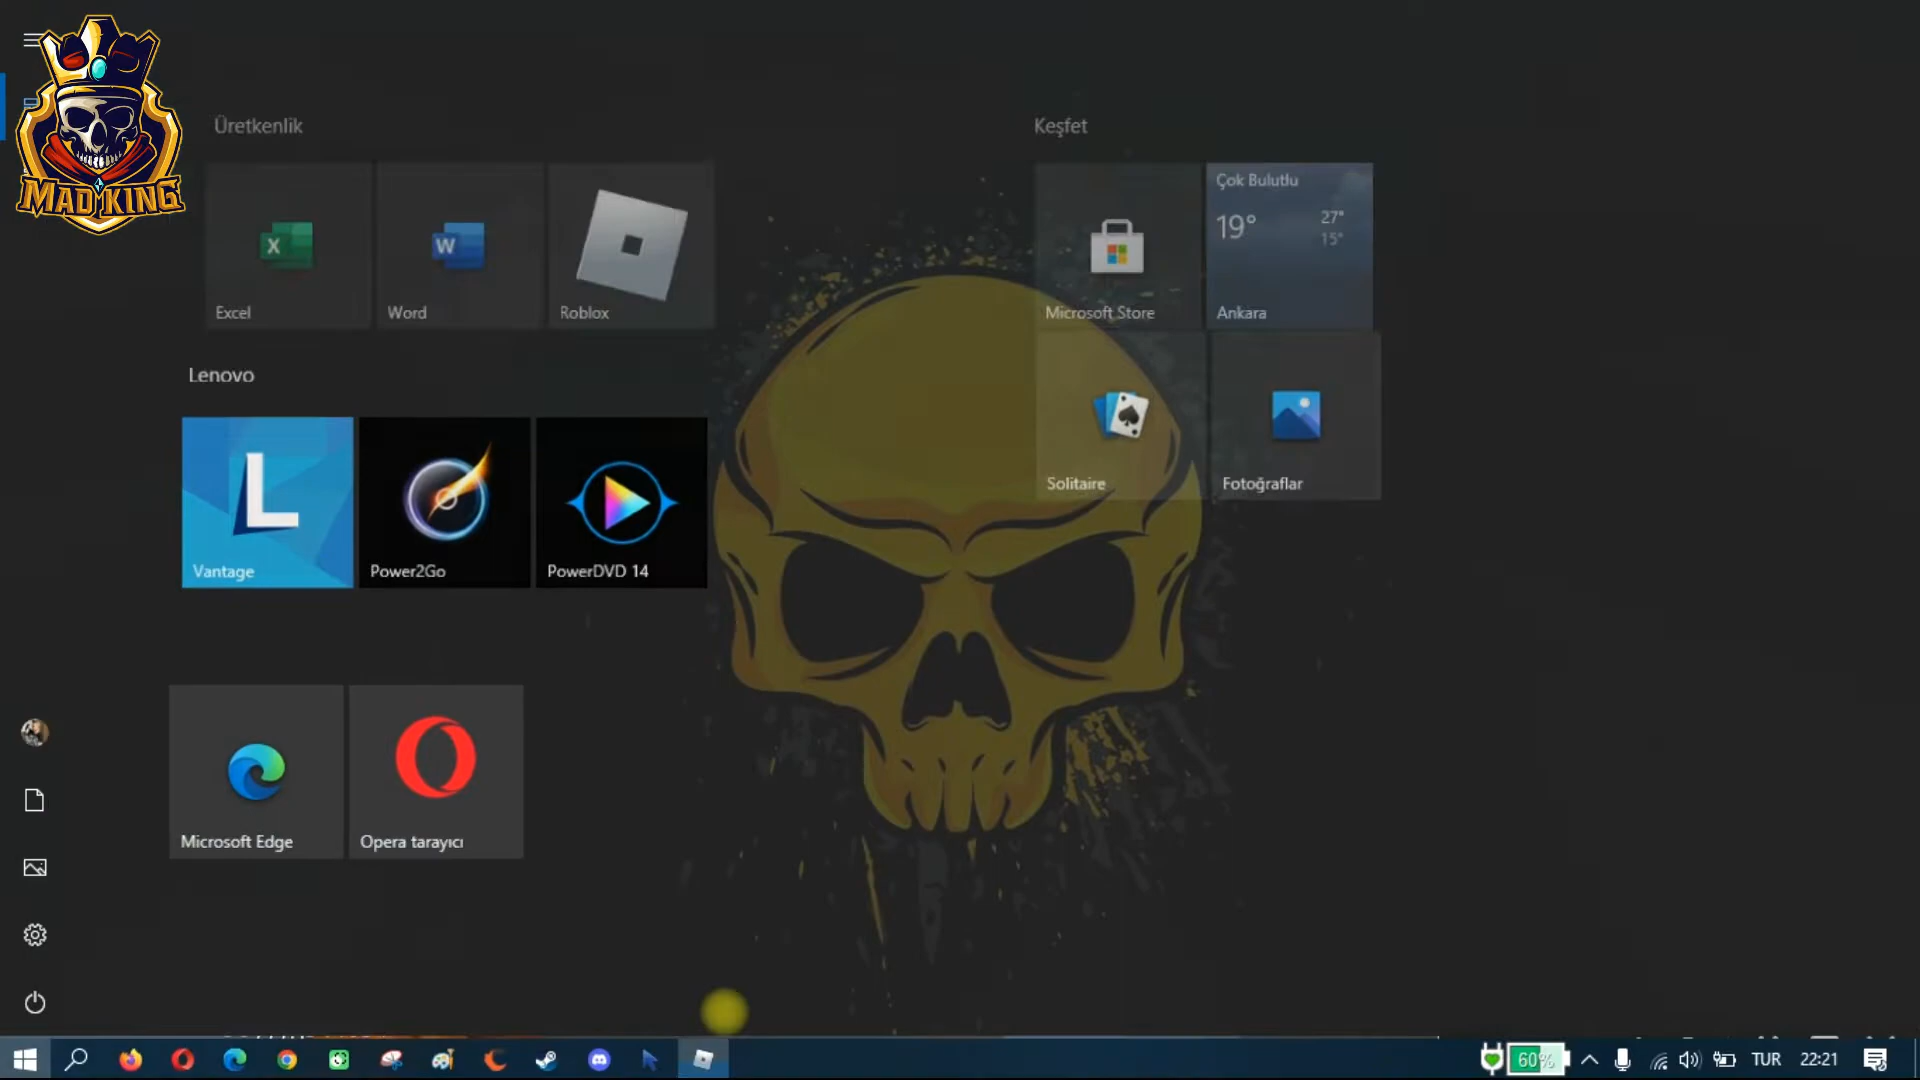 MAD KING
Üretkenlik
Keşfet
Excel
Word
Roblox
Microsoft Store
Çok Bulutlu
19°
27°
15°
Ankara
Lenovo
Vantage
Power2Go
PowerDVD 14
Solitaire
Fotoğraflar
Microsoft Edge
Opera tarayıcı
60%
TUR
22:21